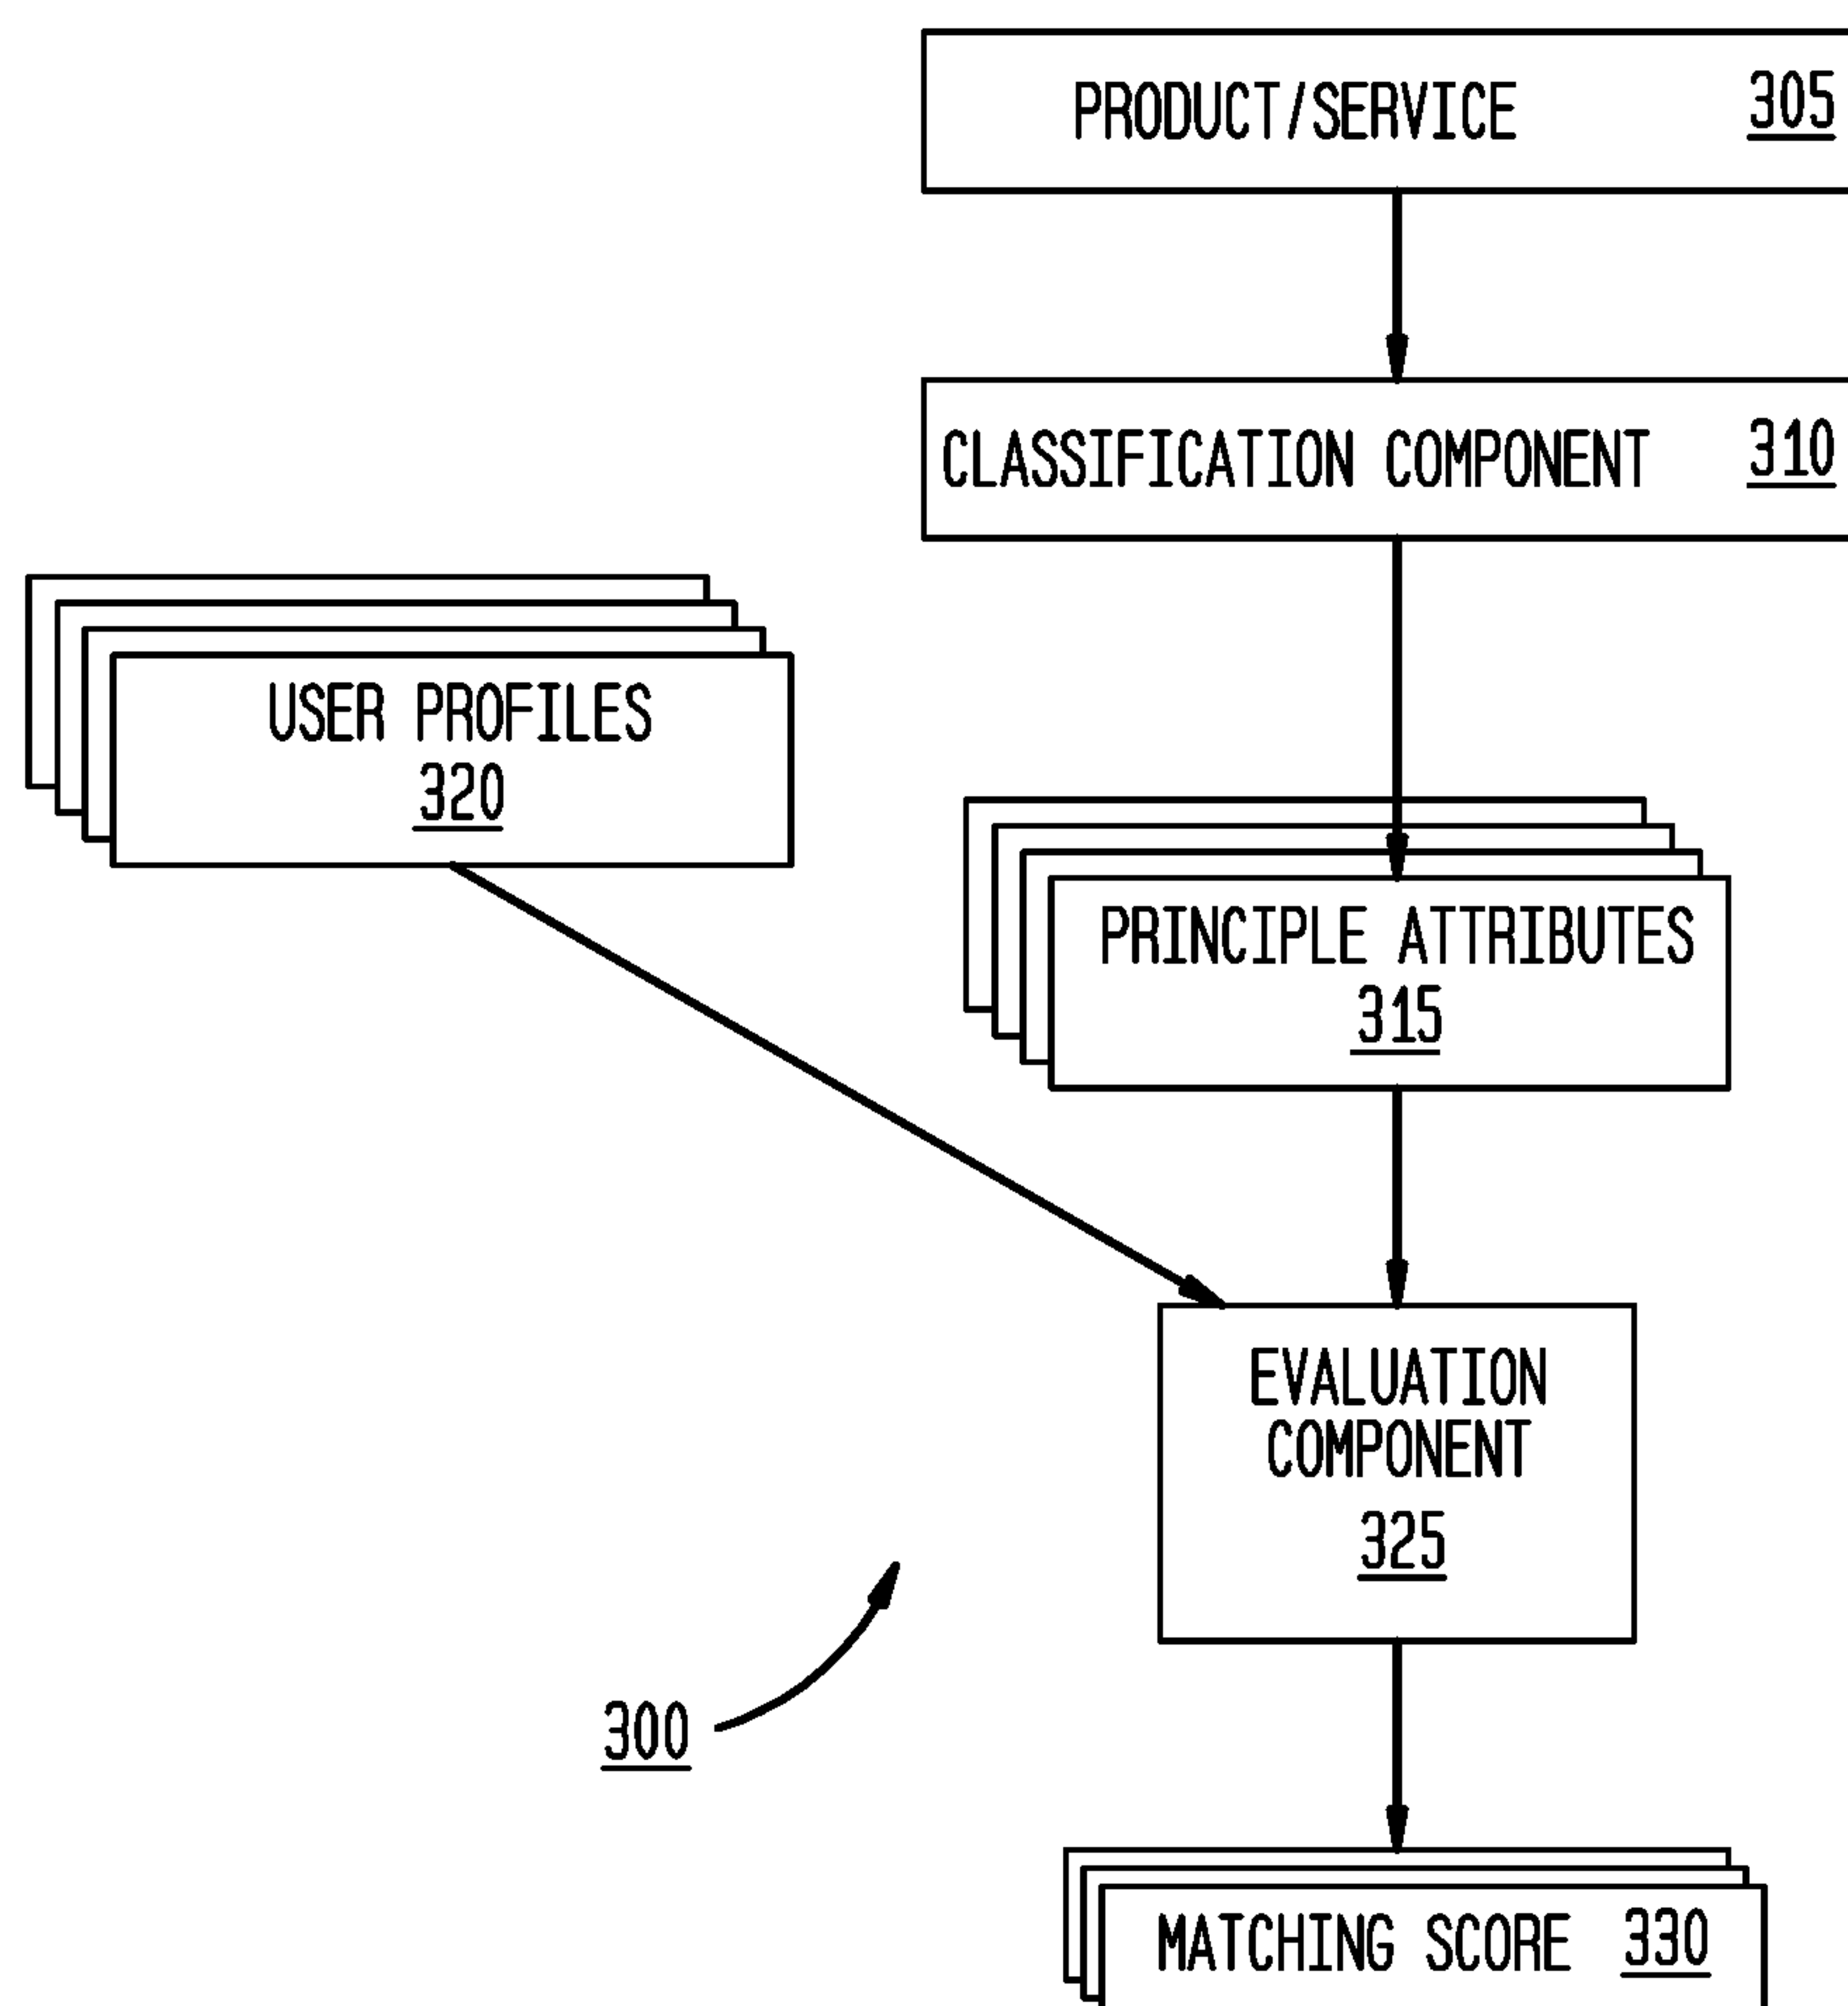 PRODUCT/SERVICE 305
CLASSIFICATION COMPONENT 310
USER PROFILES
320
PRINCIPLE ATTRIBUTES
315
EVALUATION
COMPONENT
325
300
MATCHING SCORE 330